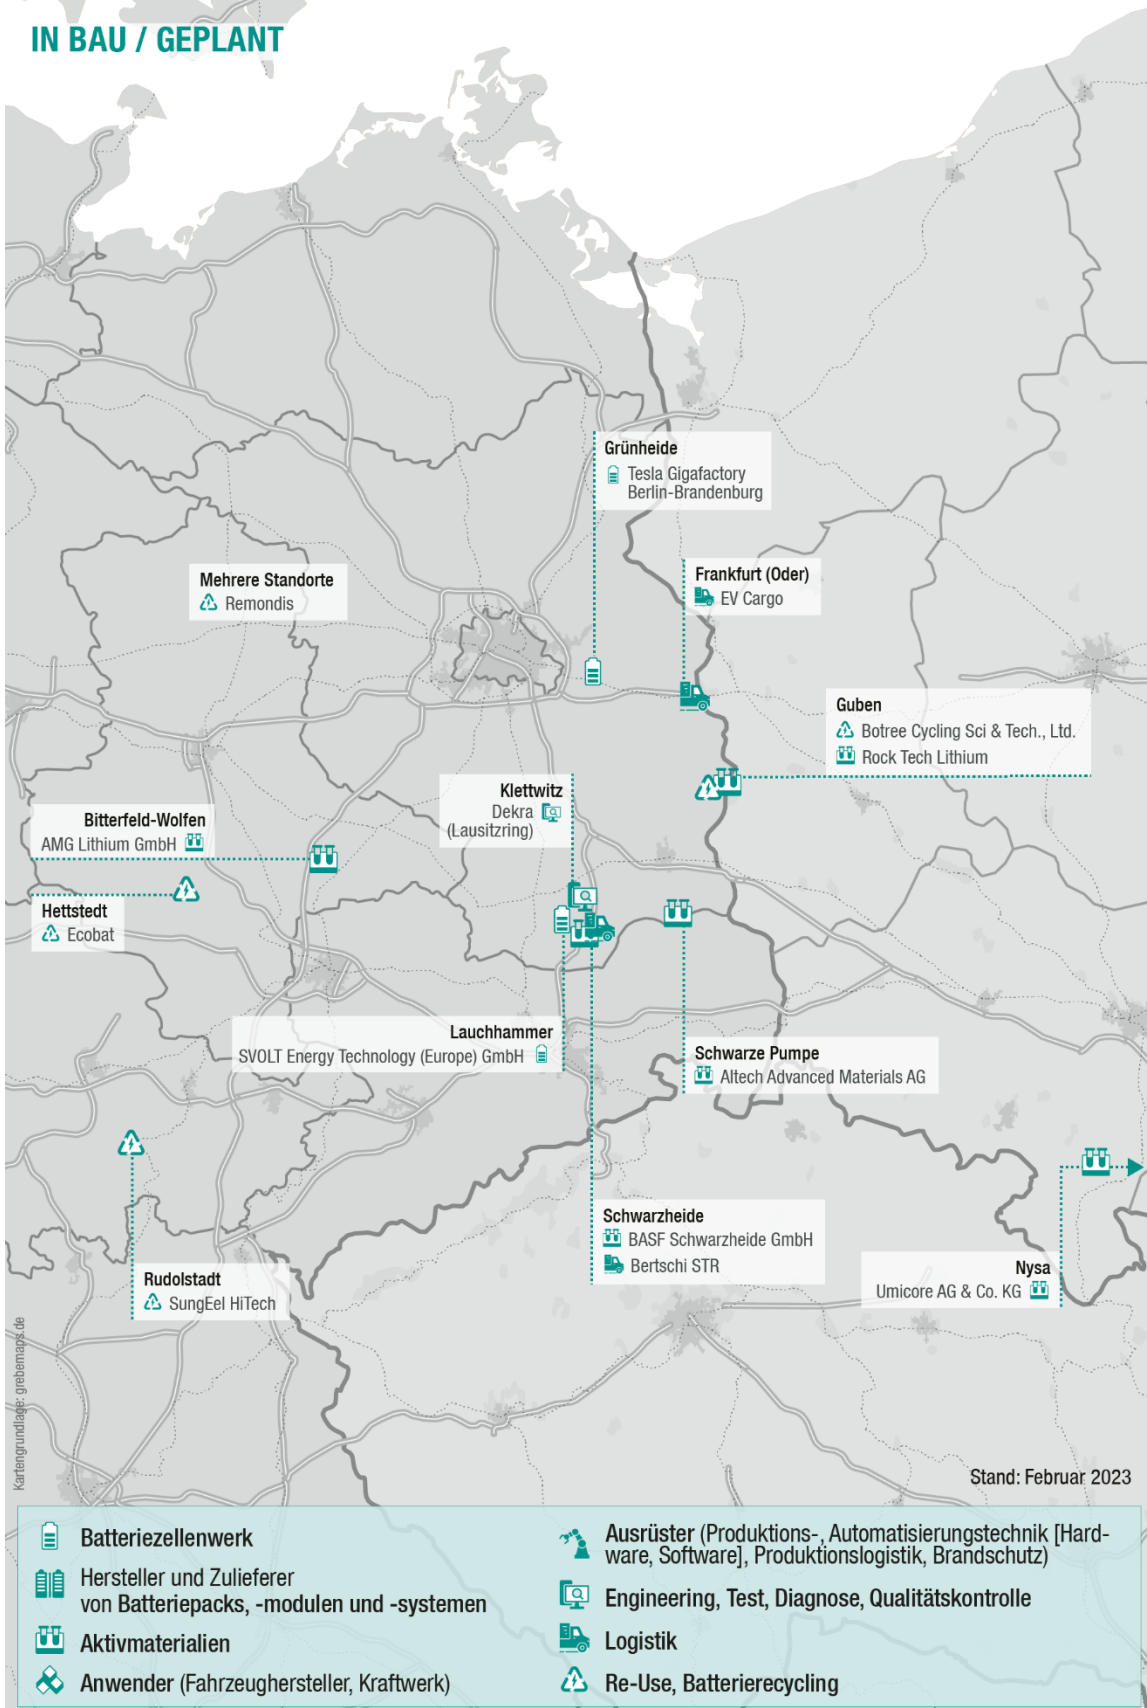 IN BAU / GEPLANT
Grünheide
Tesla Gigafactory
Berlin-Brandenburg
Frankfurt (Oder)
EV Cargo
Mehrere Standorte
Remondis
Guben
Botree Cycling Sci & Tech., Ltd.
Rock Tech Lithium
Klettwitz
Dekra
(Lausitzring)
Bitterfeld-Wolfen
AMG Lithium GmbH
Hettstedt
Ecobat
Lauchhammer
SVOLT Energy Technology (Europe) GmbH
Schwarze Pumpe
Altech Advanced Materials AG
Schwarzheide
BASF Schwarzheide GmbH
Bertschi STR
Nysa
Umicore AG & Co. KG
Rudolstadt
SungEel HiTech
Kartengrundlage: grebemaps.de
Stand: Februar 2023
Batteriezellenwerk
Hersteller und Zulieferer
von Batteriepacks, -modulen und -systemen
Aktivmaterialien
Anwender (Fahrzeughersteller, Kraftwerk)
Ausrüster (Produktions-, Automatisierungstechnik [Hard-
ware, Software], Produktionslogistik, Brandschutz)
Engineering, Test, Diagnose, Qualitätskontrolle
Logistik
Re-Use, Batterierecycling